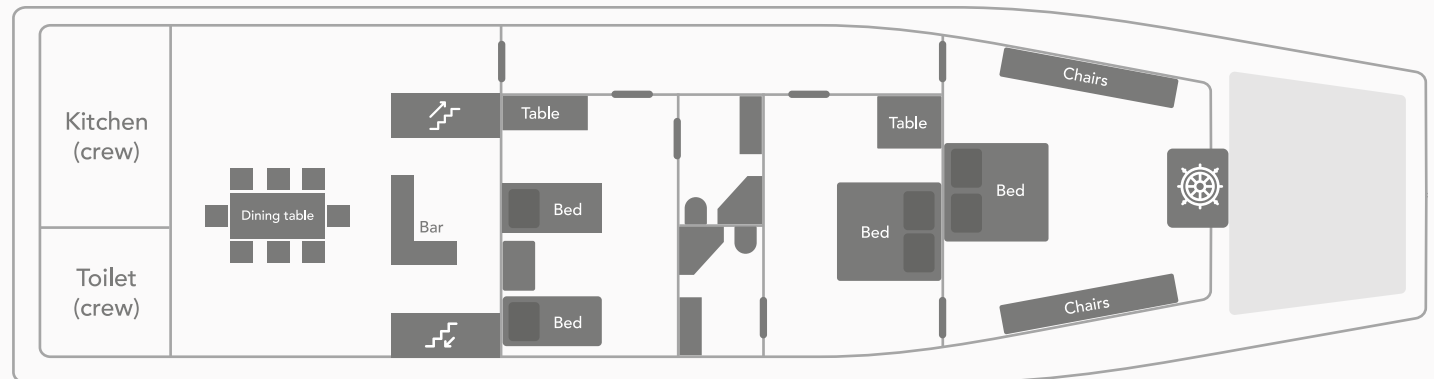 Kitchen
(crew)
Toilet
(crew)
Dining table
Bar
Table
Bed
Bed
Table
Bed
Bed
Chairs
Chairs